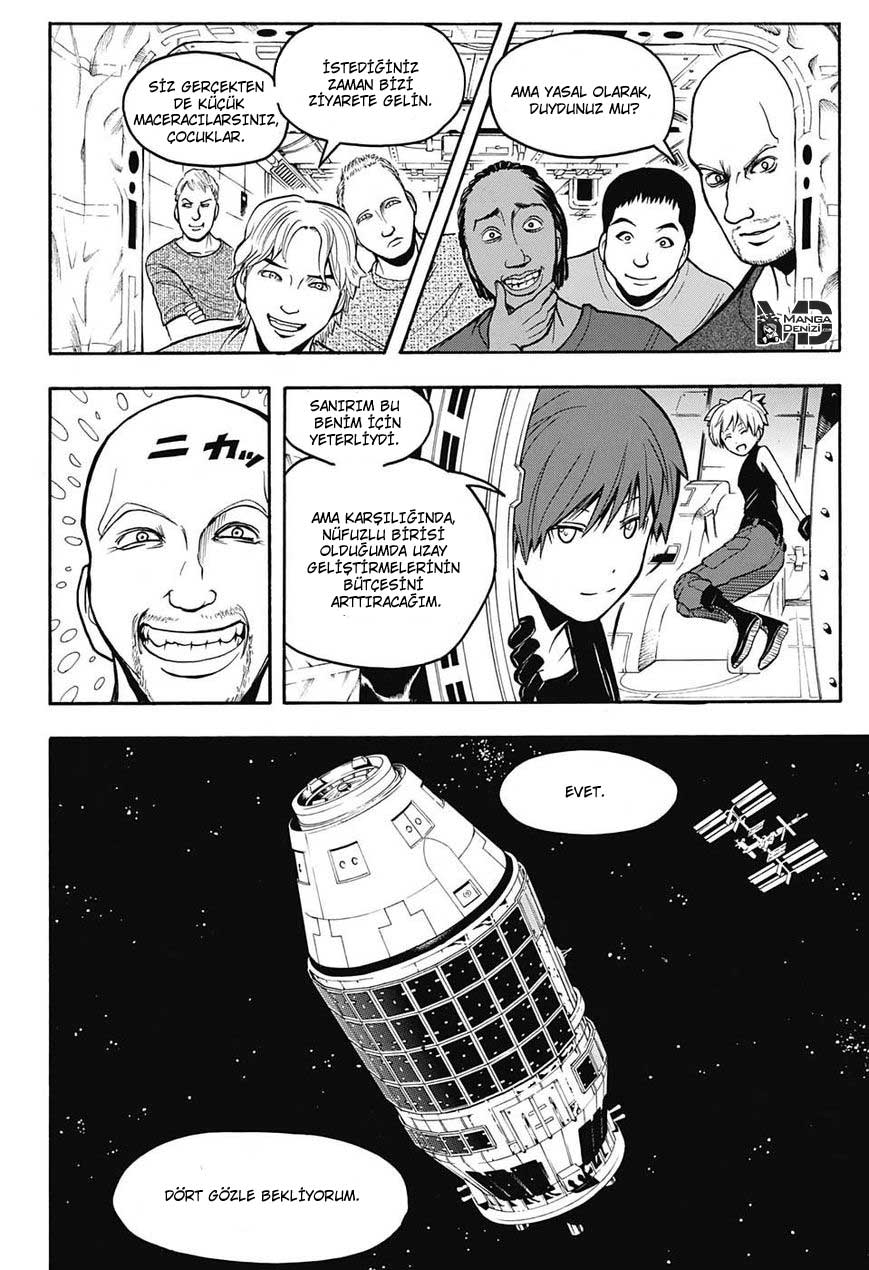 SİZ GERÇEKTEN
DE KÜÇÜK
MACERACILARSINIZ,
ÇOCUKLAR.
İSTEDİĞİNİZ
ZAMAN BİZİ
ZİYARETE GELİN.
AMA YASAL OLARAK,
DUYDUNUZ MU?
MANGA
DENİZİ
ニカッ
SANIRIM BU
BENİM İÇİN
YETERLİYDİ.
AMA KARŞILIĞINDA,
NÜFUZLU BİRİSİ
OLDUĞUMDA UZAY
GELİŞTİRMELERİNİN
BÜTÇESİNİ
ARTTIRACAĞIM.
EVET.
DÖRT GÖZLE BEKLİYORUM.